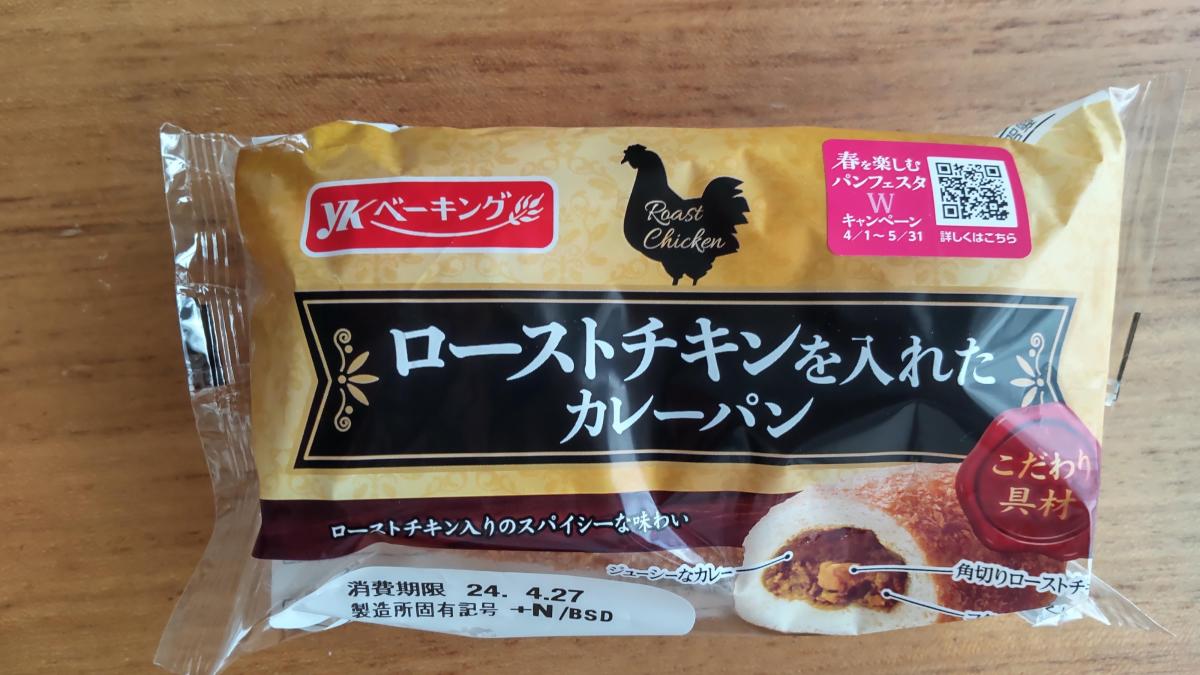 YKベーキング
Roast
Chicken
春を楽しむ
パンフェスタ
W
キャンペーン
4/1～5/31
詳しくはこちら
ローストチキンを入れた
カレーパン
こだわり
具材
ローストチキン入りのスパイシーな味わい
ジューシーなカレー
角切りローストチ
消費期限 24. 4.27
製造所固有記号 +N/BSD